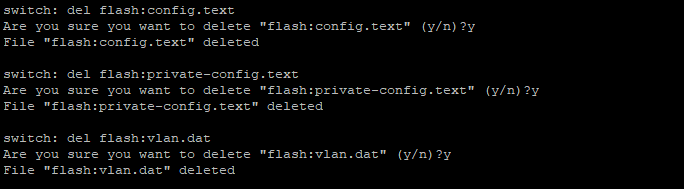 switch: del flash:config.text
Are you sure you want to delete "flash:config.text" (y/n)?y
File "flash:config.text" deleted
switch: del flash:private-config.text
Are you sure you want to delete "flash:private-config.text" (y/n)?y
File "flash:private-config.text" deleted
switch: del flash:vlan.dat
Are you sure you want to delete "flash:vlan.dat" (y/n)?y
File "flash:vlan.dat" deleted